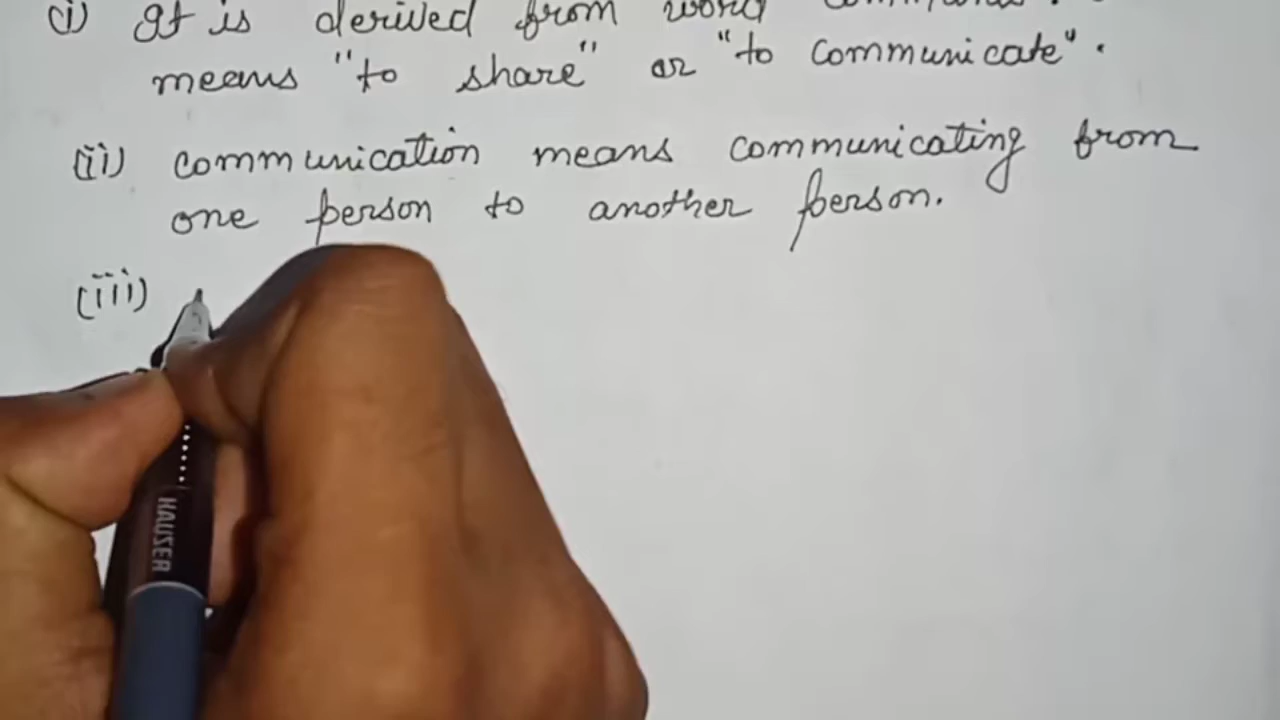 (i) It is derived from word
means "to share" or "to communicate".
(ii) communication means communicating from
one person to another person.
(iii)
HAUSER